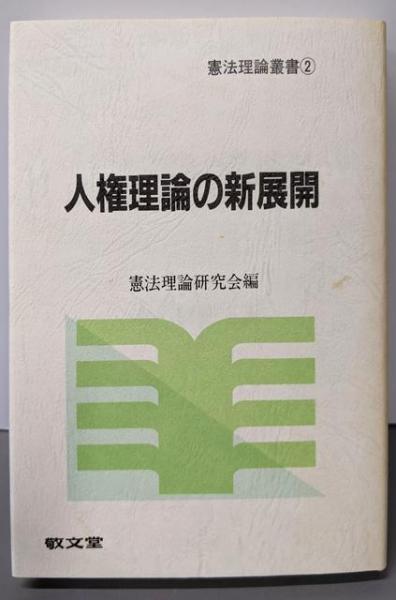 憲法理論叢書②
人権理論の新展開
憲法理論研究会編
敬文堂